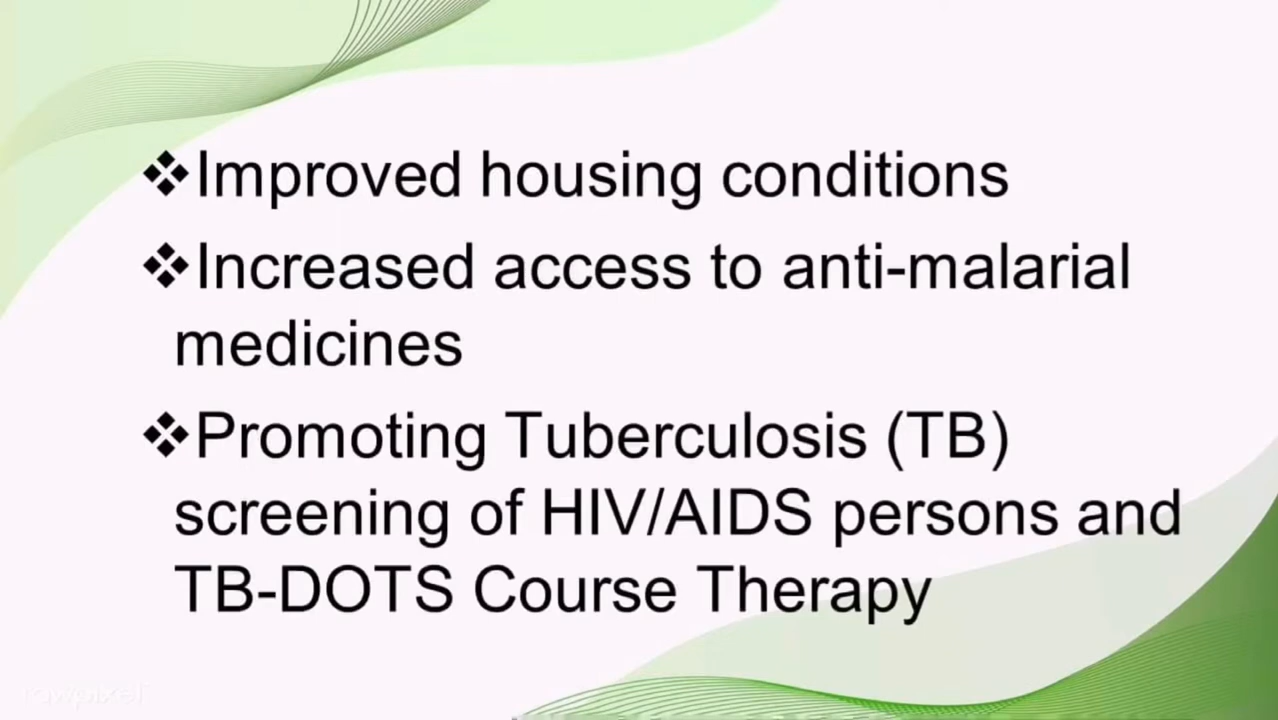 ❖Improved housing conditions
❖Increased access to anti-malarial
medicines
❖Promoting Tuberculosis (TB)
screening of HIV/AIDS persons and
TB-DOTS Course Therapy
rawpixel